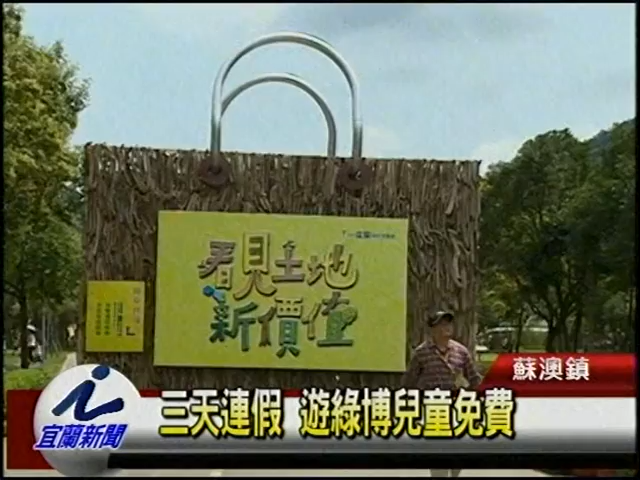 看見土地
新價值
蘇澳鎮
三天連假 遊綠博兒童免費
宜蘭新聞